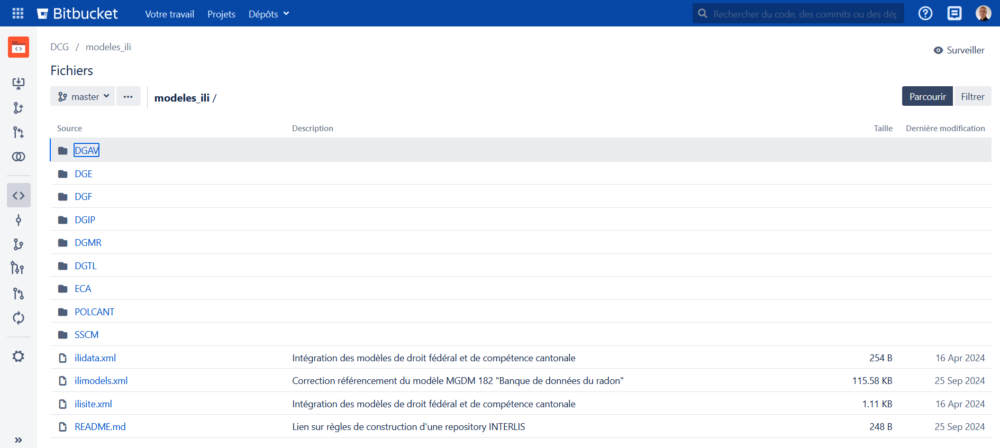 Bitbucket Votre travail Projets Dépôts Rechercher du code, des commits ou des dép
DCG / modeles_ili
Surveiller
Fichiers
master ... modeles_ili / Parcourir Filtrer
Source Description Taille Dernière modification
DGAV
DGE
DGF
DGIP
DGMR
DGTL
ECA
POLCANT
SSCM
ilidata.xml Intégration des modèles de droit fédéral et de compétence cantonale 254 B 16 Apr 2024
ilimodels.xml Correction référencement du modèle MGDM 182 "Banque de données du radon" 115.58 KB 25 Sep 2024
ilisite.xml Intégration des modèles de droit fédéral et de compétence cantonale 1.11 KB 16 Apr 2024
README.md Lien sur règles de construction d'une repository INTERLIS 248 B 25 Sep 2024